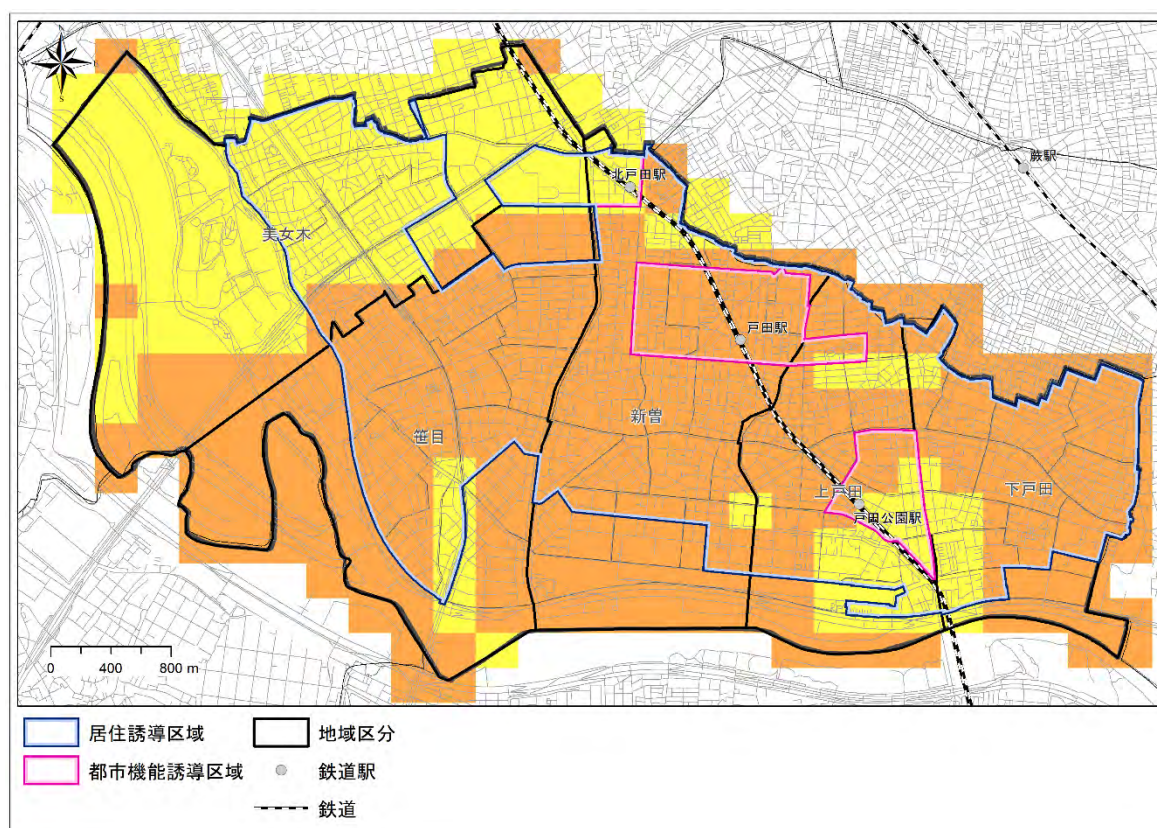 S
蕨駅
北戸田駅
美女木
戸田駅
新曽
笹目
上戸田
下戸田
戸田公園駅
0 400 800 m
居住誘導区域
地域区分
都市機能誘導区域
鉄道駅
鉄道